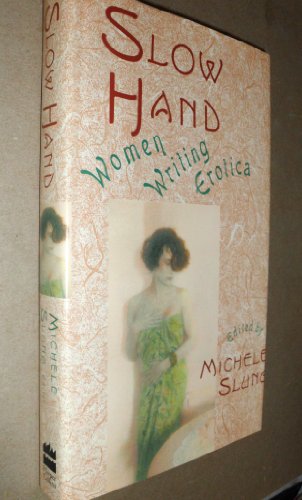 SLOW
HAND
Women
Writing
Erotica
Edited by
MICHELE
SLUNG
SLOW HAND
MICHELE
SLUNG